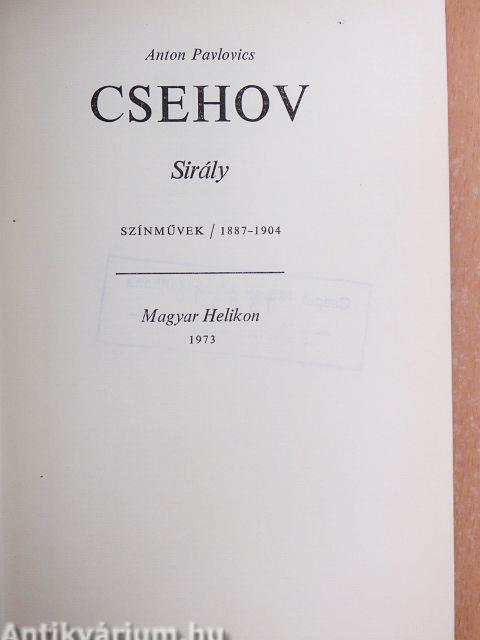 Anton Pavlovics
CSEHOV
Sirály
SZÍNMŰVEK / 1887-1904
Magyar Helikon
1973
Antikvárium.hu